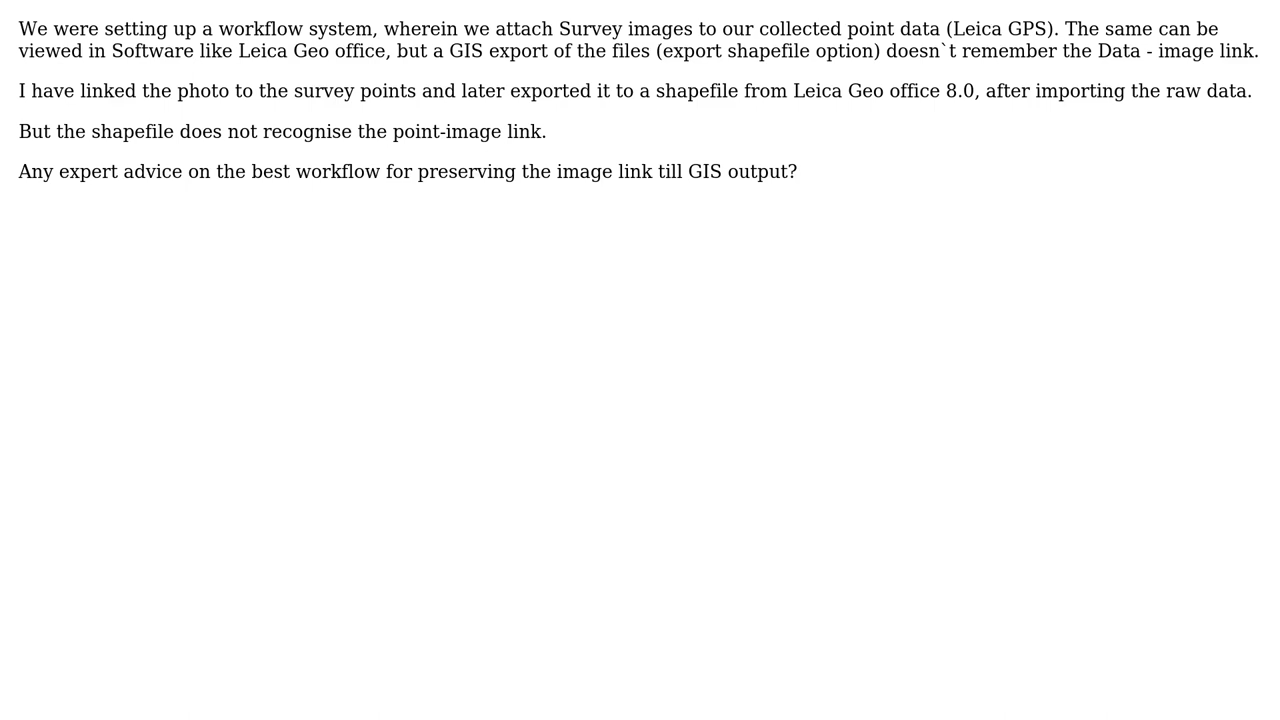 We were setting up a workflow system, wherein we attach Survey images to our collected point data (Leica GPS). The same can be
viewed in Software like Leica Geo office, but a GIS export of the files (export shapefile option) doesn`t remember the Data - image link.
I have linked the photo to the survey points and later exported it to a shapefile from Leica Geo office 8.0, after importing the raw data.
But the shapefile does not recognise the point-image link.
Any expert advice on the best workflow for preserving the image link till GIS output?